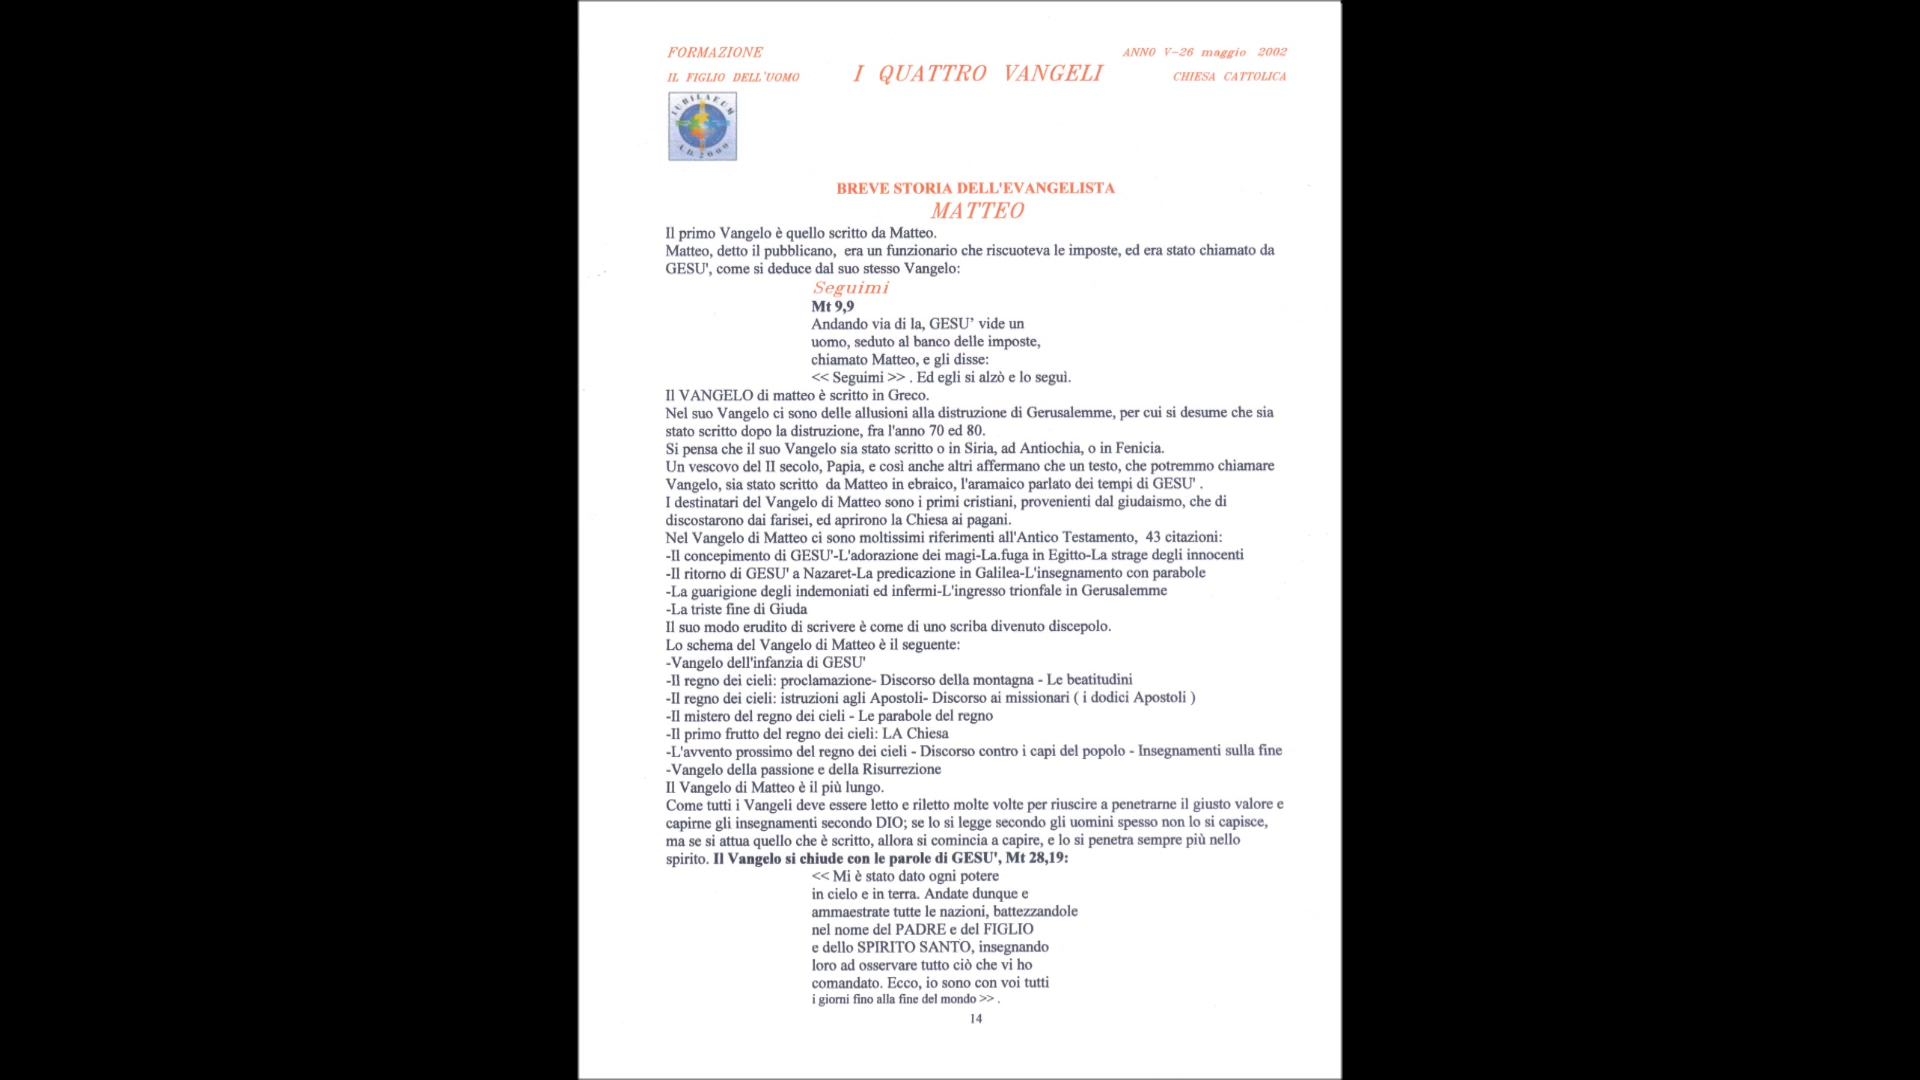 FORMAZIONE
ANNO V-26 maggio 2002
IL FIGLIO DELL'UOMO
I QUATTRO VANGELI
CHIESA CATTOLICA
IUBILAEUM
A.D. 2000
BREVE STORIA DELL'EVANGELISTA
MATTEO
Il primo Vangelo è quello scritto da Matteo.
Matteo, detto il pubblicano, era un funzionario che riscuoteva le imposte, ed era stato chiamato da
GESU', come si deduce dal suo stesso Vangelo:
Seguimi
Mt 9,9
Andando via di la, GESU’ vide un
uomo, seduto al banco delle imposte,
chiamato Matteo, e gli disse:
<< Seguimi >> . Ed egli si alzò e lo seguì.
Il VANGELO di matteo è scritto in Greco.
Nel suo Vangelo ci sono delle allusioni alla distruzione di Gerusalemme, per cui si desume che sia
stato scritto dopo la distruzione, fra l'anno 70 ed 80.
Si pensa che il suo Vangelo sia stato scritto o in Siria, ad Antiochia, o in Fenicia.
Un vescovo del II secolo, Papia, e così anche altri affermano che un testo, che potremmo chiamare
Vangelo, sia stato scritto da Matteo in ebraico, l'aramaico parlato dei tempi di GESU' .
I destinatari del Vangelo di Matteo sono i primi cristiani, provenienti dal giudaismo, che di
discostarono dai farisei, ed aprirono la Chiesa ai pagani.
Nel Vangelo di Matteo ci sono moltissimi riferimenti all'Antico Testamento, 43 citazioni:
-Il concepimento di GESU'-L'adorazione dei magi-La.fuga in Egitto-La strage degli innocenti
-Il ritorno di GESU' a Nazaret-La predicazione in Galilea-L'insegnamento con parabole
-La guarigione degli indemoniati ed infermi-L'ingresso trionfale in Gerusalemme
-La triste fine di Giuda
Il suo modo erudito di scrivere è come di uno scriba divenuto discepolo.
Lo schema del Vangelo di Matteo è il seguente:
-Vangelo dell'infanzia di GESU'
-Il regno dei cieli: proclamazione- Discorso della montagna - Le beatitudini
-Il regno dei cieli: istruzioni agli Apostoli- Discorso ai missionari ( i dodici Apostoli )
-Il mistero del regno dei cieli - Le parabole del regno
-Il primo frutto del regno dei cieli: LA Chiesa
-L'avvento prossimo del regno dei cieli - Discorso contro i capi del popolo - Insegnamenti sulla fine
-Vangelo della passione e della Risurrezione
Il Vangelo di Matteo è il più lungo.
Come tutti i Vangeli deve essere letto e riletto molte volte per riuscire a penetrarne il giusto valore e
capirne gli insegnamenti secondo DIO; se lo si legge secondo gli uomini spesso non lo si capisce,
ma se si attua quello che è scritto, allora si comincia a capire, e lo si penetra sempre più nello
spirito. Il Vangelo si chiude con le parole di GESU', Mt 28,19:
<< Mi è stato dato ogni potere
in cielo e in terra. Andate dunque e
ammaestrate tutte le nazioni, battezzandole
nel nome del PADRE e del FIGLIO
e dello SPIRITO SANTO, insegnando
loro ad osservare tutto ciò che vi ho
comandato. Ecco, io sono con voi tutti
i giorni fino alla fine del mondo >> .
14